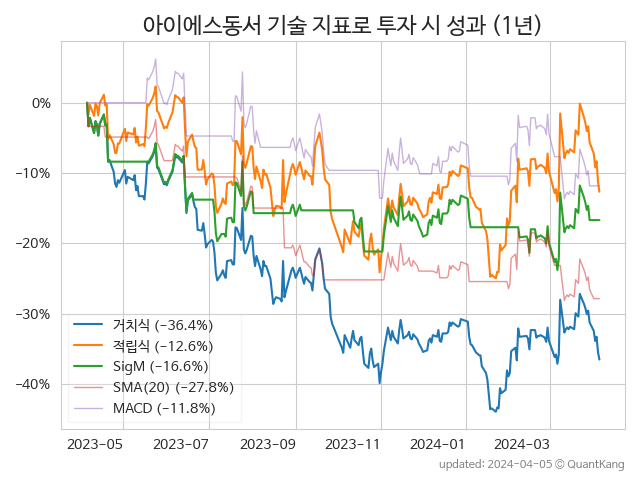 아이에스동서 기술 지표로 투자 시 성과 (1년)
0%
−10%
−20%
−30%
−40%
거치식 (−36.4%)
적립식 (−12.6%)
SigM (−16.6%)
SMA(20) (−27.8%)
MACD (−11.8%)
2023−05 2023−07 2023−09 2023−11 2024−01 2024−03
updated: 2024−04−05 © QuantKang